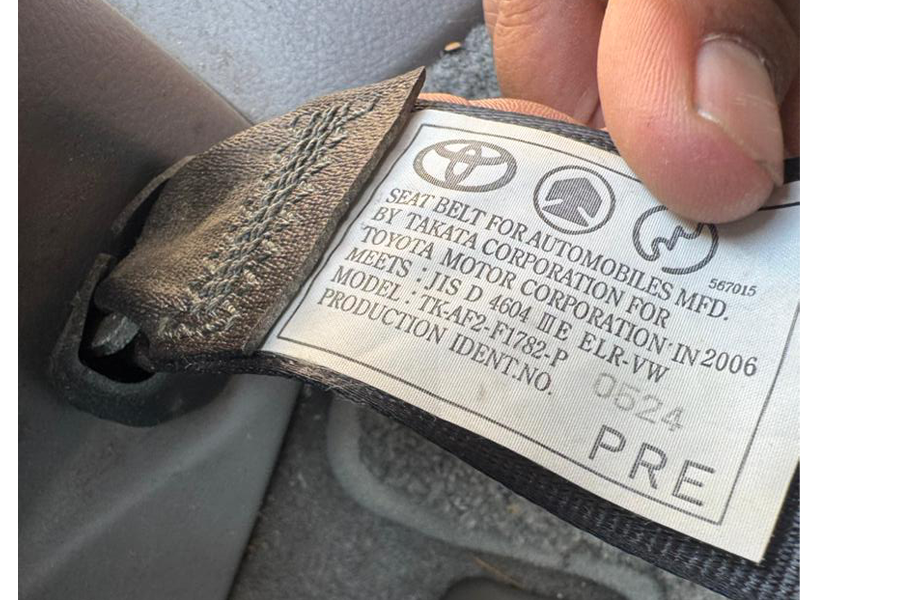 567015
SEAT BELT FOR AUTOMOBILES MFD.
BY TAKATA CORPORATION FOR
TOYOTA MOTOR CORPORATION IN 2006
MEETS : JIS D 4604 ⅢE ELR-VW
MODEL : TK-AF2-F1782-P
PRODUCTION IDENT.NO. 0524
PRE